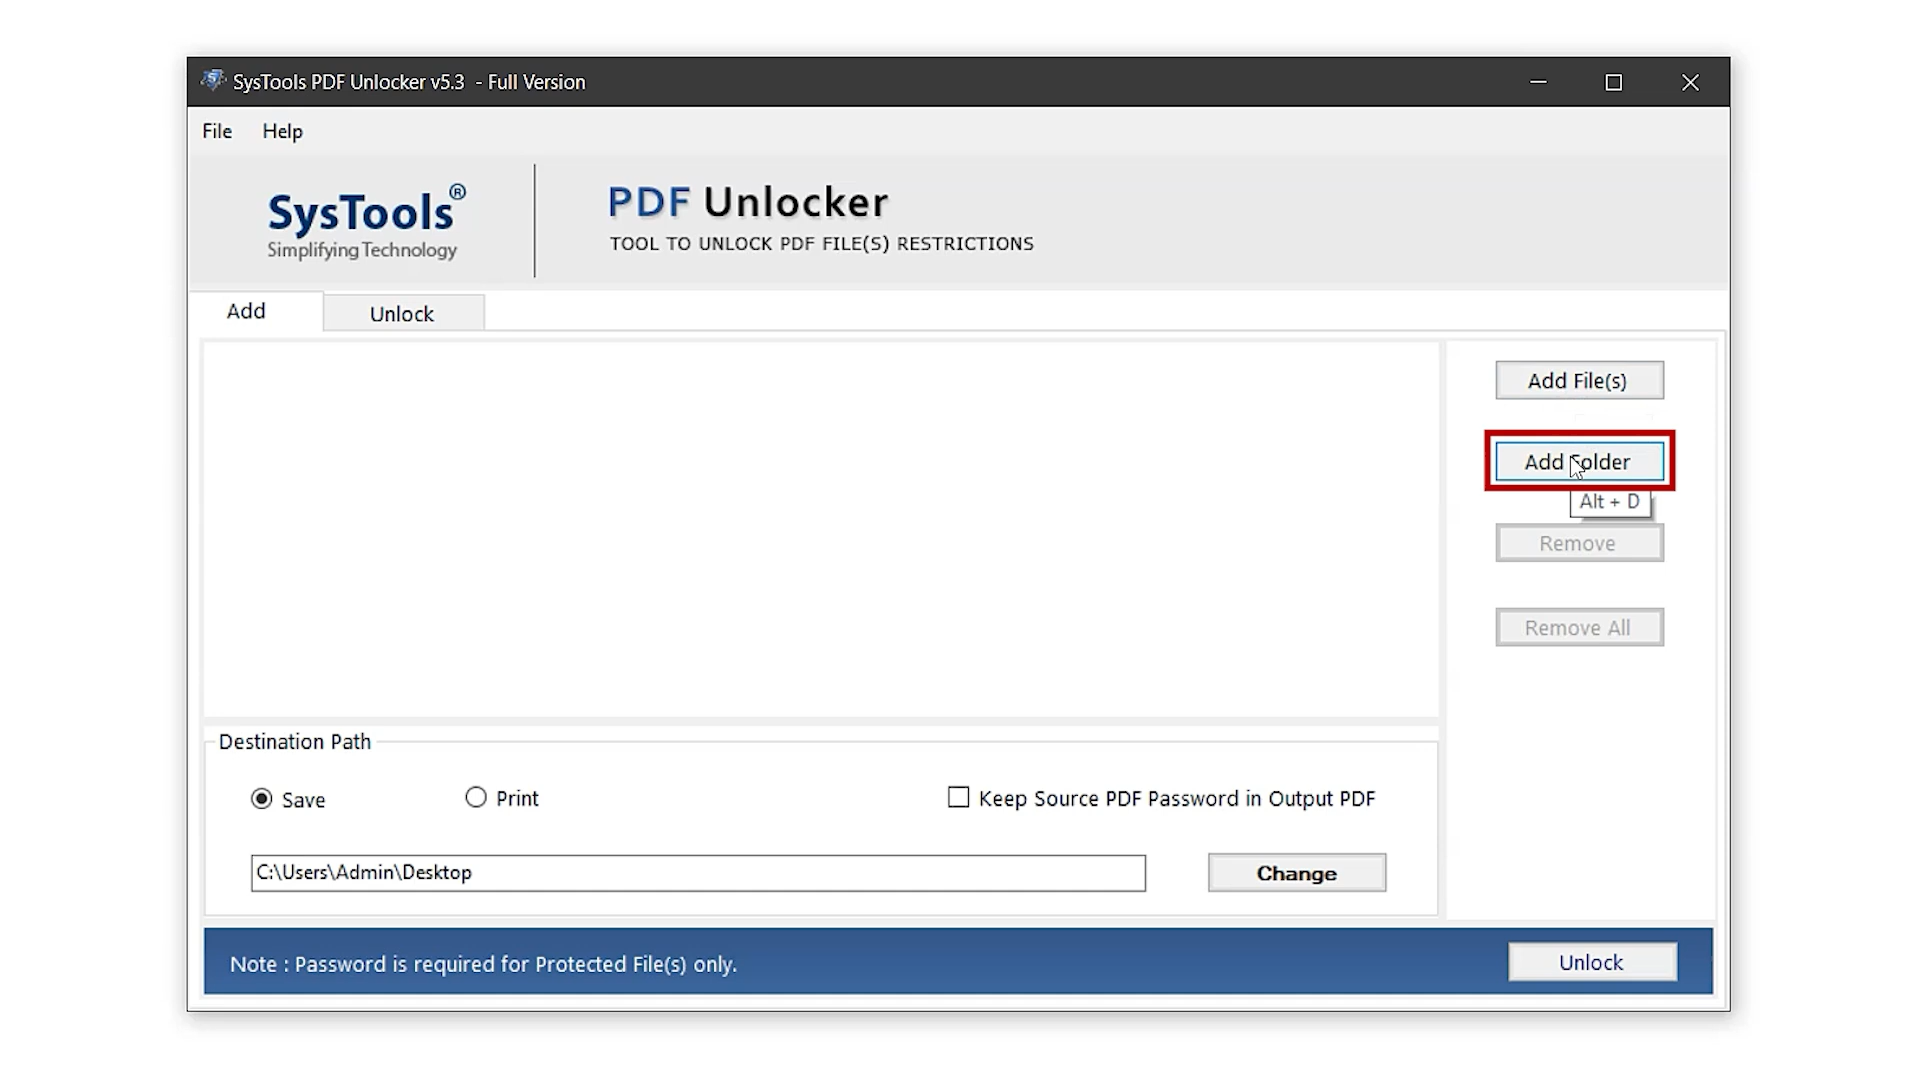 SysTools PDF Unlocker v5.3 - Full Version
File Help
SysTools®
Simplifying Technology
PDF Unlocker
TOOL TO UNLOCK PDF FILE(S) RESTRICTIONS
Add Unlock
Add File(s)
Add Folder
Alt + D
Remove
Remove All
Destination Path
Save Print Keep Source PDF Password in Output PDF
C:\Users\Admin\Desktop Change
Note : Password is required for Protected File(s) only. Unlock